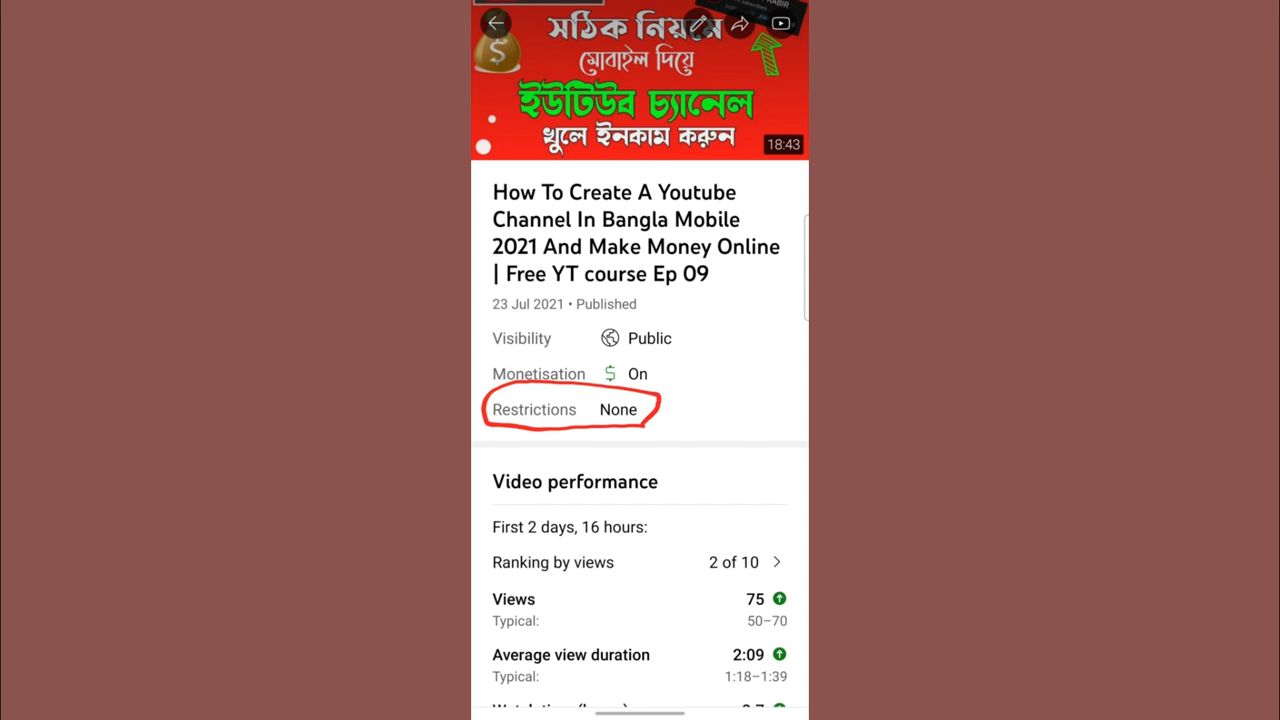 সঠিক নিয়মে
মোবাইল দিয়ে
ইউটিউব চ্যানেল
খুলে ইনকাম করুন
18:43
How To Create A Youtube
Channel In Bangla Mobile
2021 And Make Money Online
| Free YT course Ep 09
23 Jul 2021 • Published
Visibility Public
Monetisation On
Restrictions None
Video performance
First 2 days, 16 hours:
Ranking by views 2 of 10
Views 75
Typical: 50–70
Average view duration 2:09
Typical: 1:18–1:39